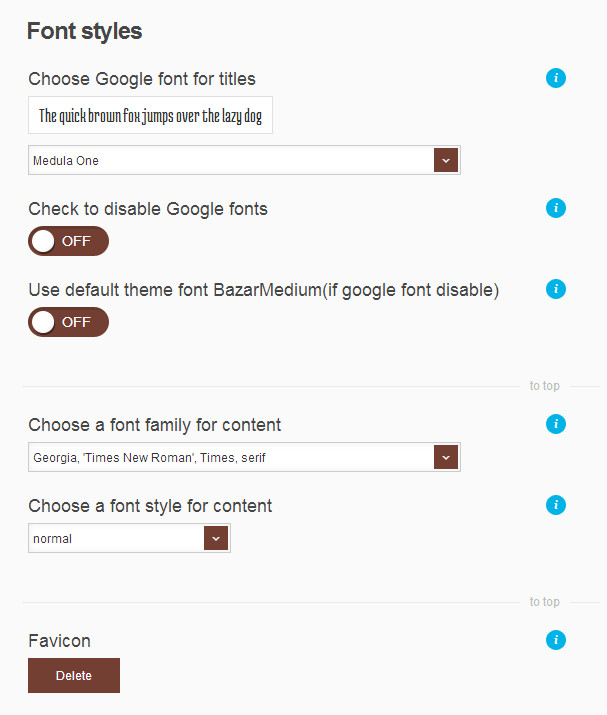 Font styles
Choose Google font for titles
The quick brown fox jumps over the lazy dog
Medula One
Check to disable Google fonts
OFF
Use default theme font BazarMedium(if google font disable)
OFF
to top
Choose a font family for content
Georgia, 'Times New Roman', Times, serif
Choose a font style for content
normal
to top
Favicon
Delete